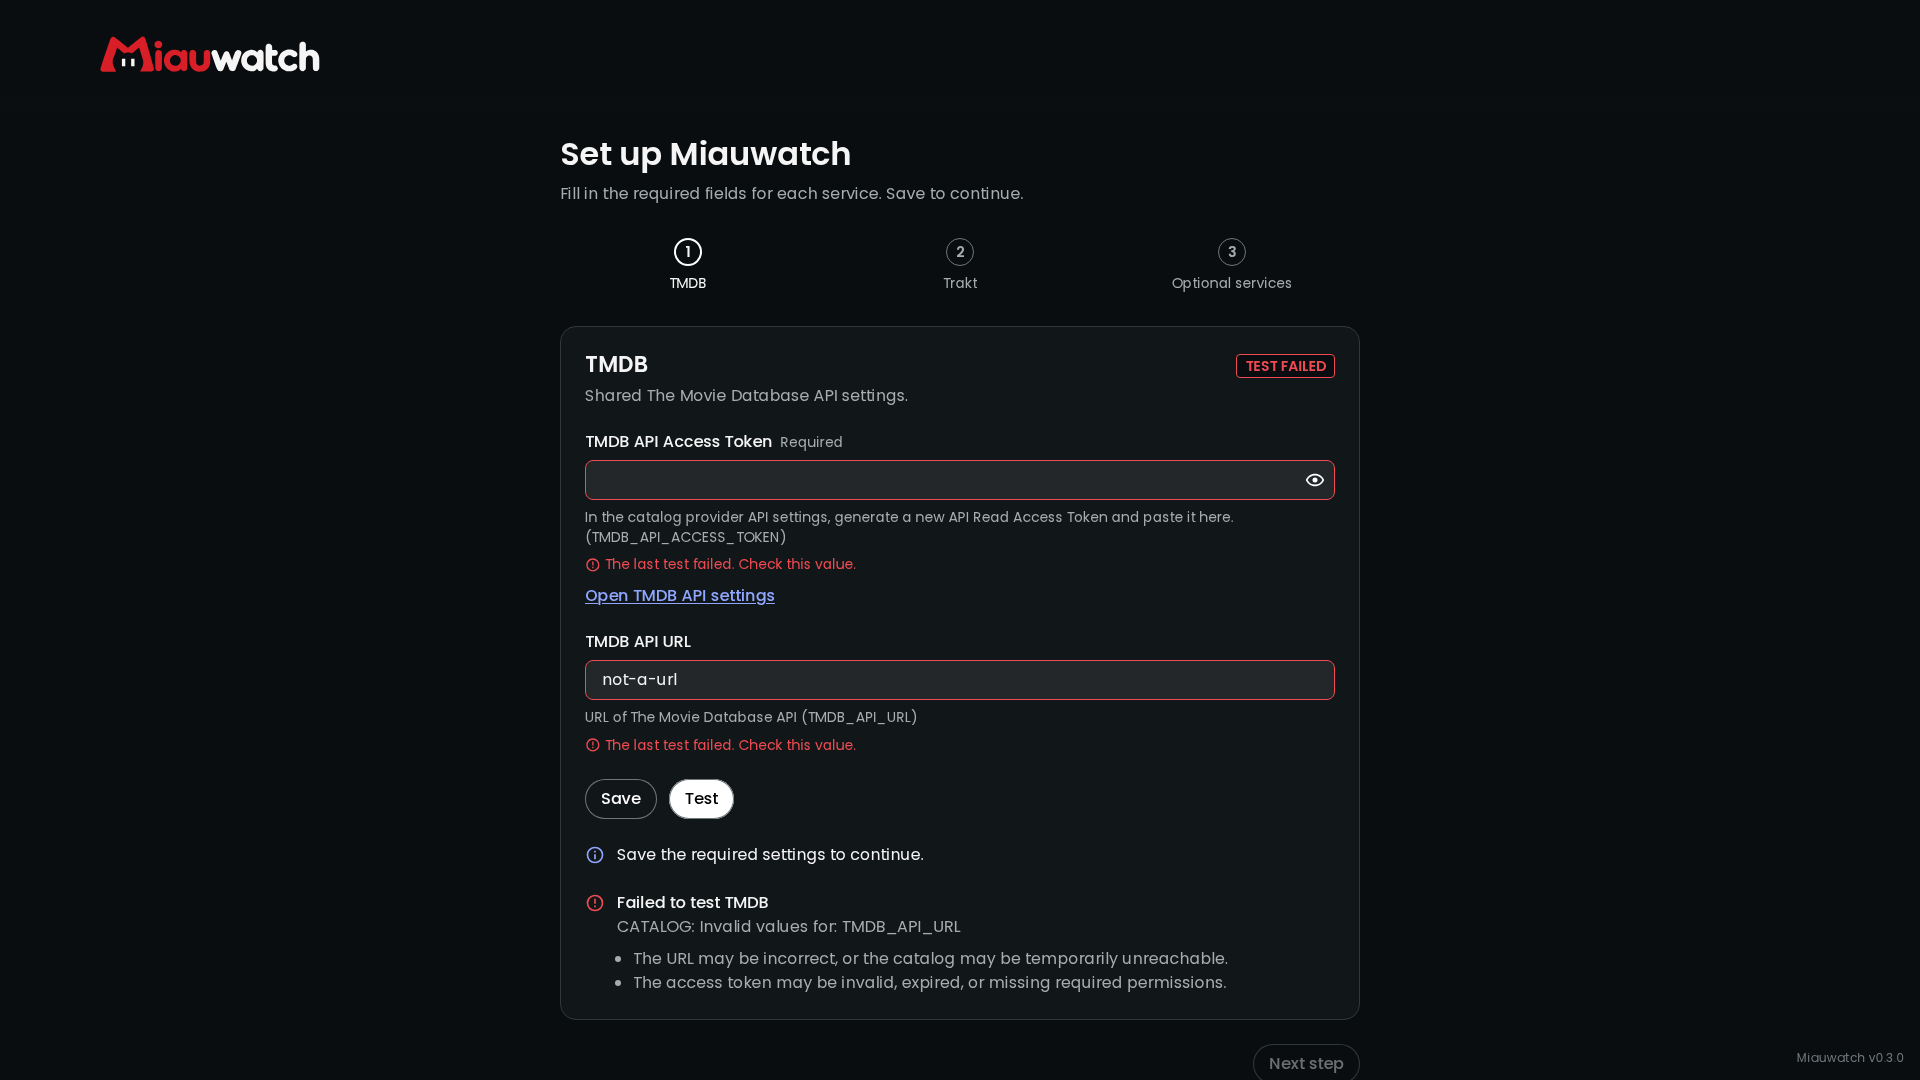 Miauwatch
Set up Miauwatch
Fill in the required fields for each service. Save to continue.
1
TMDB
2
Trakt
3
Optional services
TMDB
TEST FAILED
Shared The Movie Database API settings.
TMDB API Access Token Required
In the catalog provider API settings, generate a new API Read Access Token and paste it here.
(TMDB_API_ACCESS_TOKEN)
The last test failed. Check this value.
Open TMDB API settings
TMDB API URL
not-a-url
URL of The Movie Database API (TMDB_API_URL)
The last test failed. Check this value.
Save
Test
Save the required settings to continue.
Failed to test TMDB
CATALOG: Invalid values for: TMDB_API_URL
• The URL may be incorrect, or the catalog may be temporarily unreachable.
• The access token may be invalid, expired, or missing required permissions.
Next step
Miauwatch v0.3.0